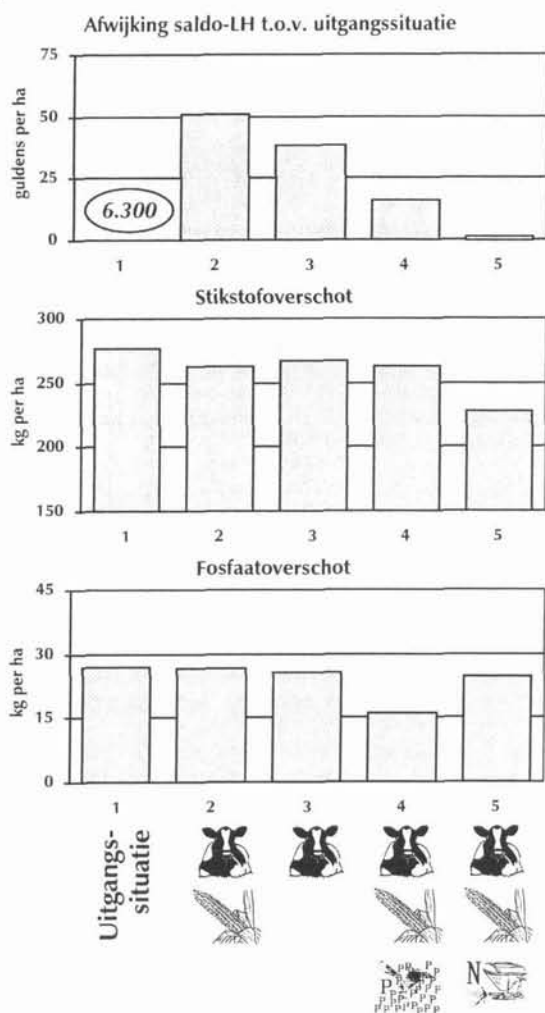 Afwijking saldo-LH t.o.v. uitgangssituatie
guldens per ha
75
50
25
0
6.300
1 2 3 4 5
Stikstofoverschot
kg per ha
300
250
200
150
1 2 3 4 5
Fosfaatoverschot
kg per ha
45
30
15
0
1 2 3 4 5
Uitgangs-
situatie
P
N